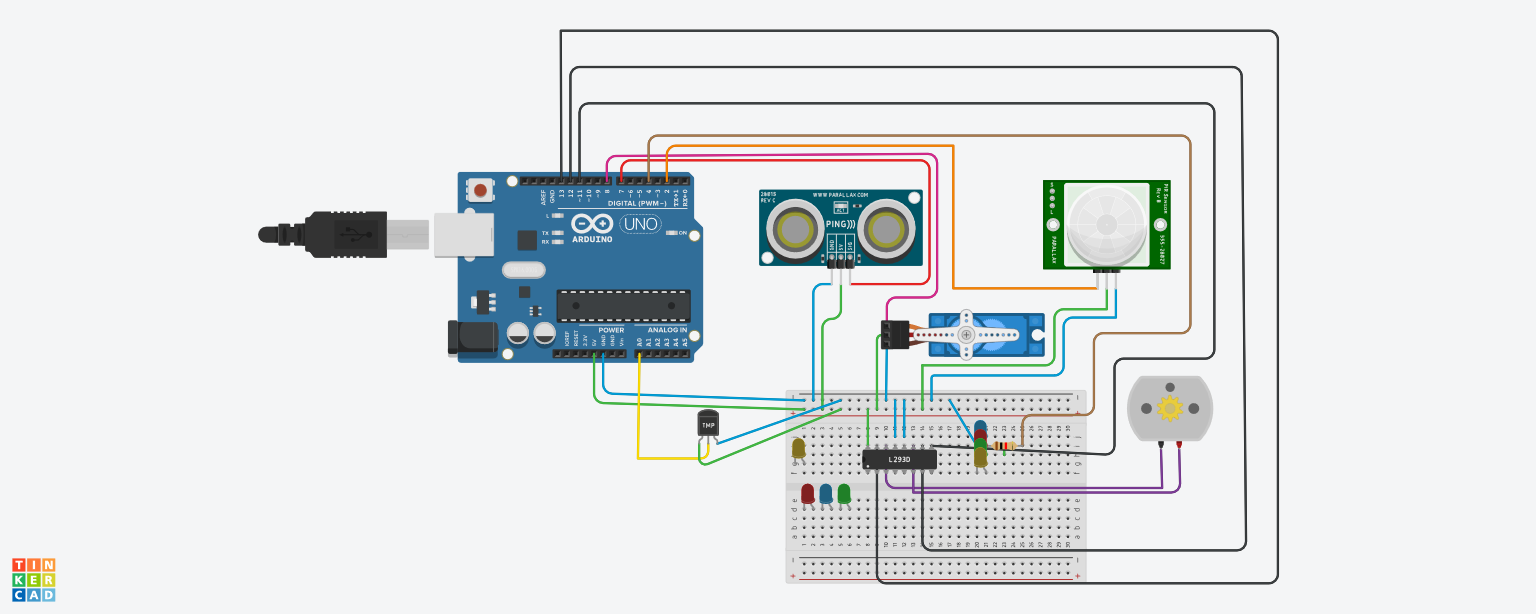 AREF
GND
13
12
~11
~10
~9
8
7
~6
~5
4
~3
2
TX→1
RX←0
DIGITAL (PWM~)
L
TX
RX
ARDUINO
UNO
ON
POWER
ANALOG IN
IOREF
RESET
3.3V
5V
GND
GND
Vin
A0
A1
A2
A3
A4
A5
28015
REV C
WWW.PARALLAX.COM
PING)))
GND
5V
SIG
PIR Sensor
Rev B
555-28027
PARALLAX
TMP
L293D
TIN
KER
CAD